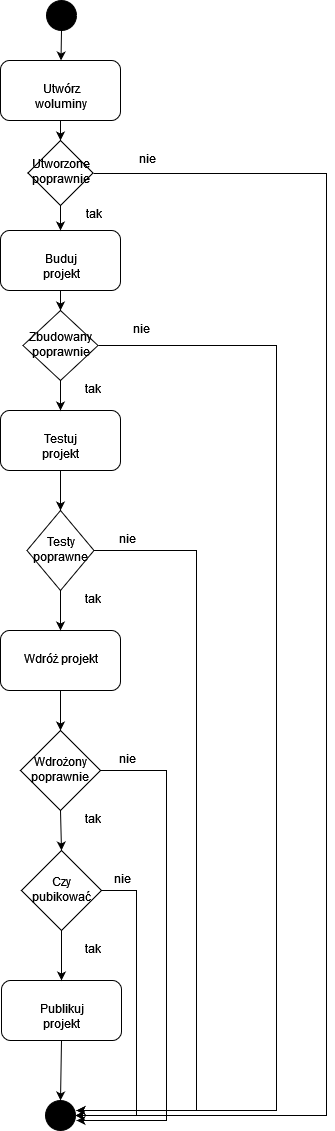 Utwórz
woluminy
Utworzone
poprawnie
nie
tak
Buduj
projekt
Zbudowany
poprawnie
nie
tak
Testuj
projekt
Testy
poprawne
nie
tak
Wdróż projekt
Wdrożony
poprawnie
nie
tak
Czy
pubikować
nie
tak
Publikuj
projekt